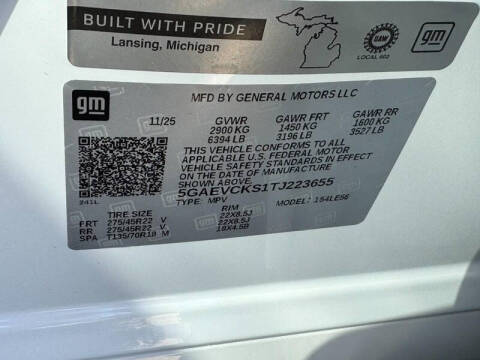 BUILT WITH PRIDE
Lansing, Michigan
UAW
LOCAL 602
gm
gm
MFD BY GENERAL MOTORS LLC
11/25 GVWR GAWR FRT GAWR RR
2900 KG 1450 KG 1600 KG
6394 LB 3196 LB 3527 LB
THIS VEHICLE CONFORMS TO ALL
APPLICABLE U.S. FEDERAL MOTOR
VEHICLE SAFETY STANDARDS IN EFFECT
ON THE DATE OF MANUFACTURE
5GAEVCKS1TJ223655
241L TYPE: MPV MODEL: 154LE56
TIRE SIZE RIM
FRT 275/45R22 V 22X8.5J
RR 275/45R22 V 22X8.5J
SPA T135/70R18 M 18X4.5B